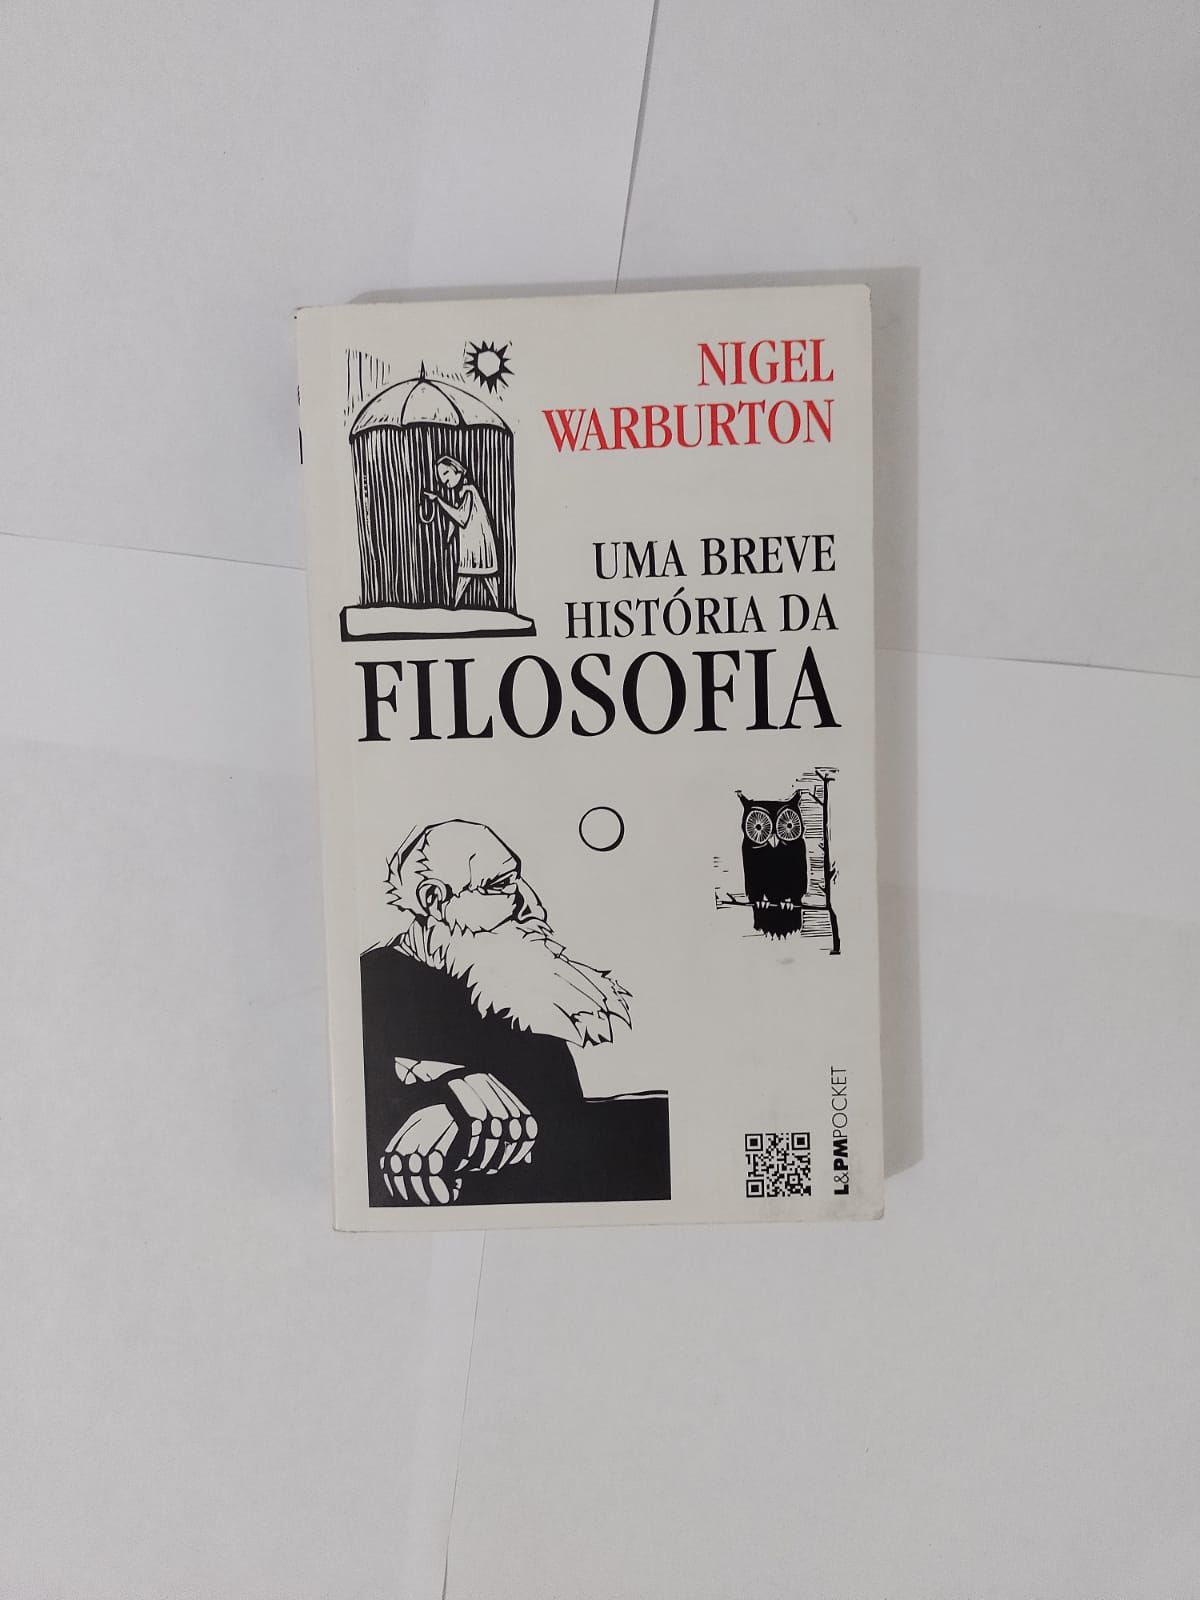 NIGEL
WARBURTON
UMA BREVE
HISTÓRIA DA
FILOSOFIA
L&PMPOCKET